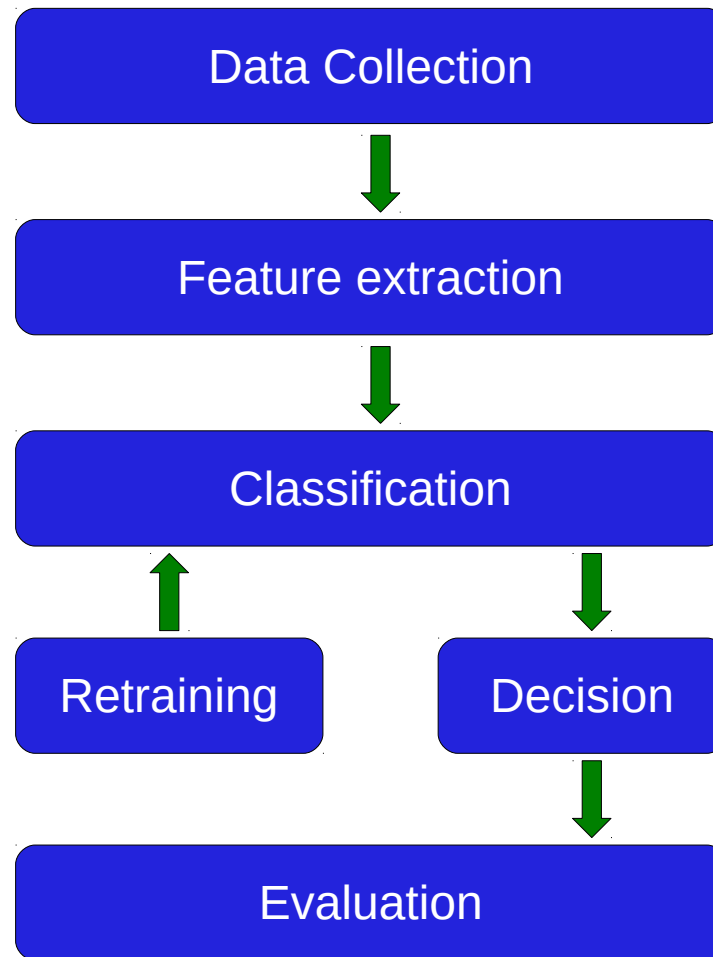 Data Collection
Feature extraction
Classification
Retraining
Decision
Evaluation